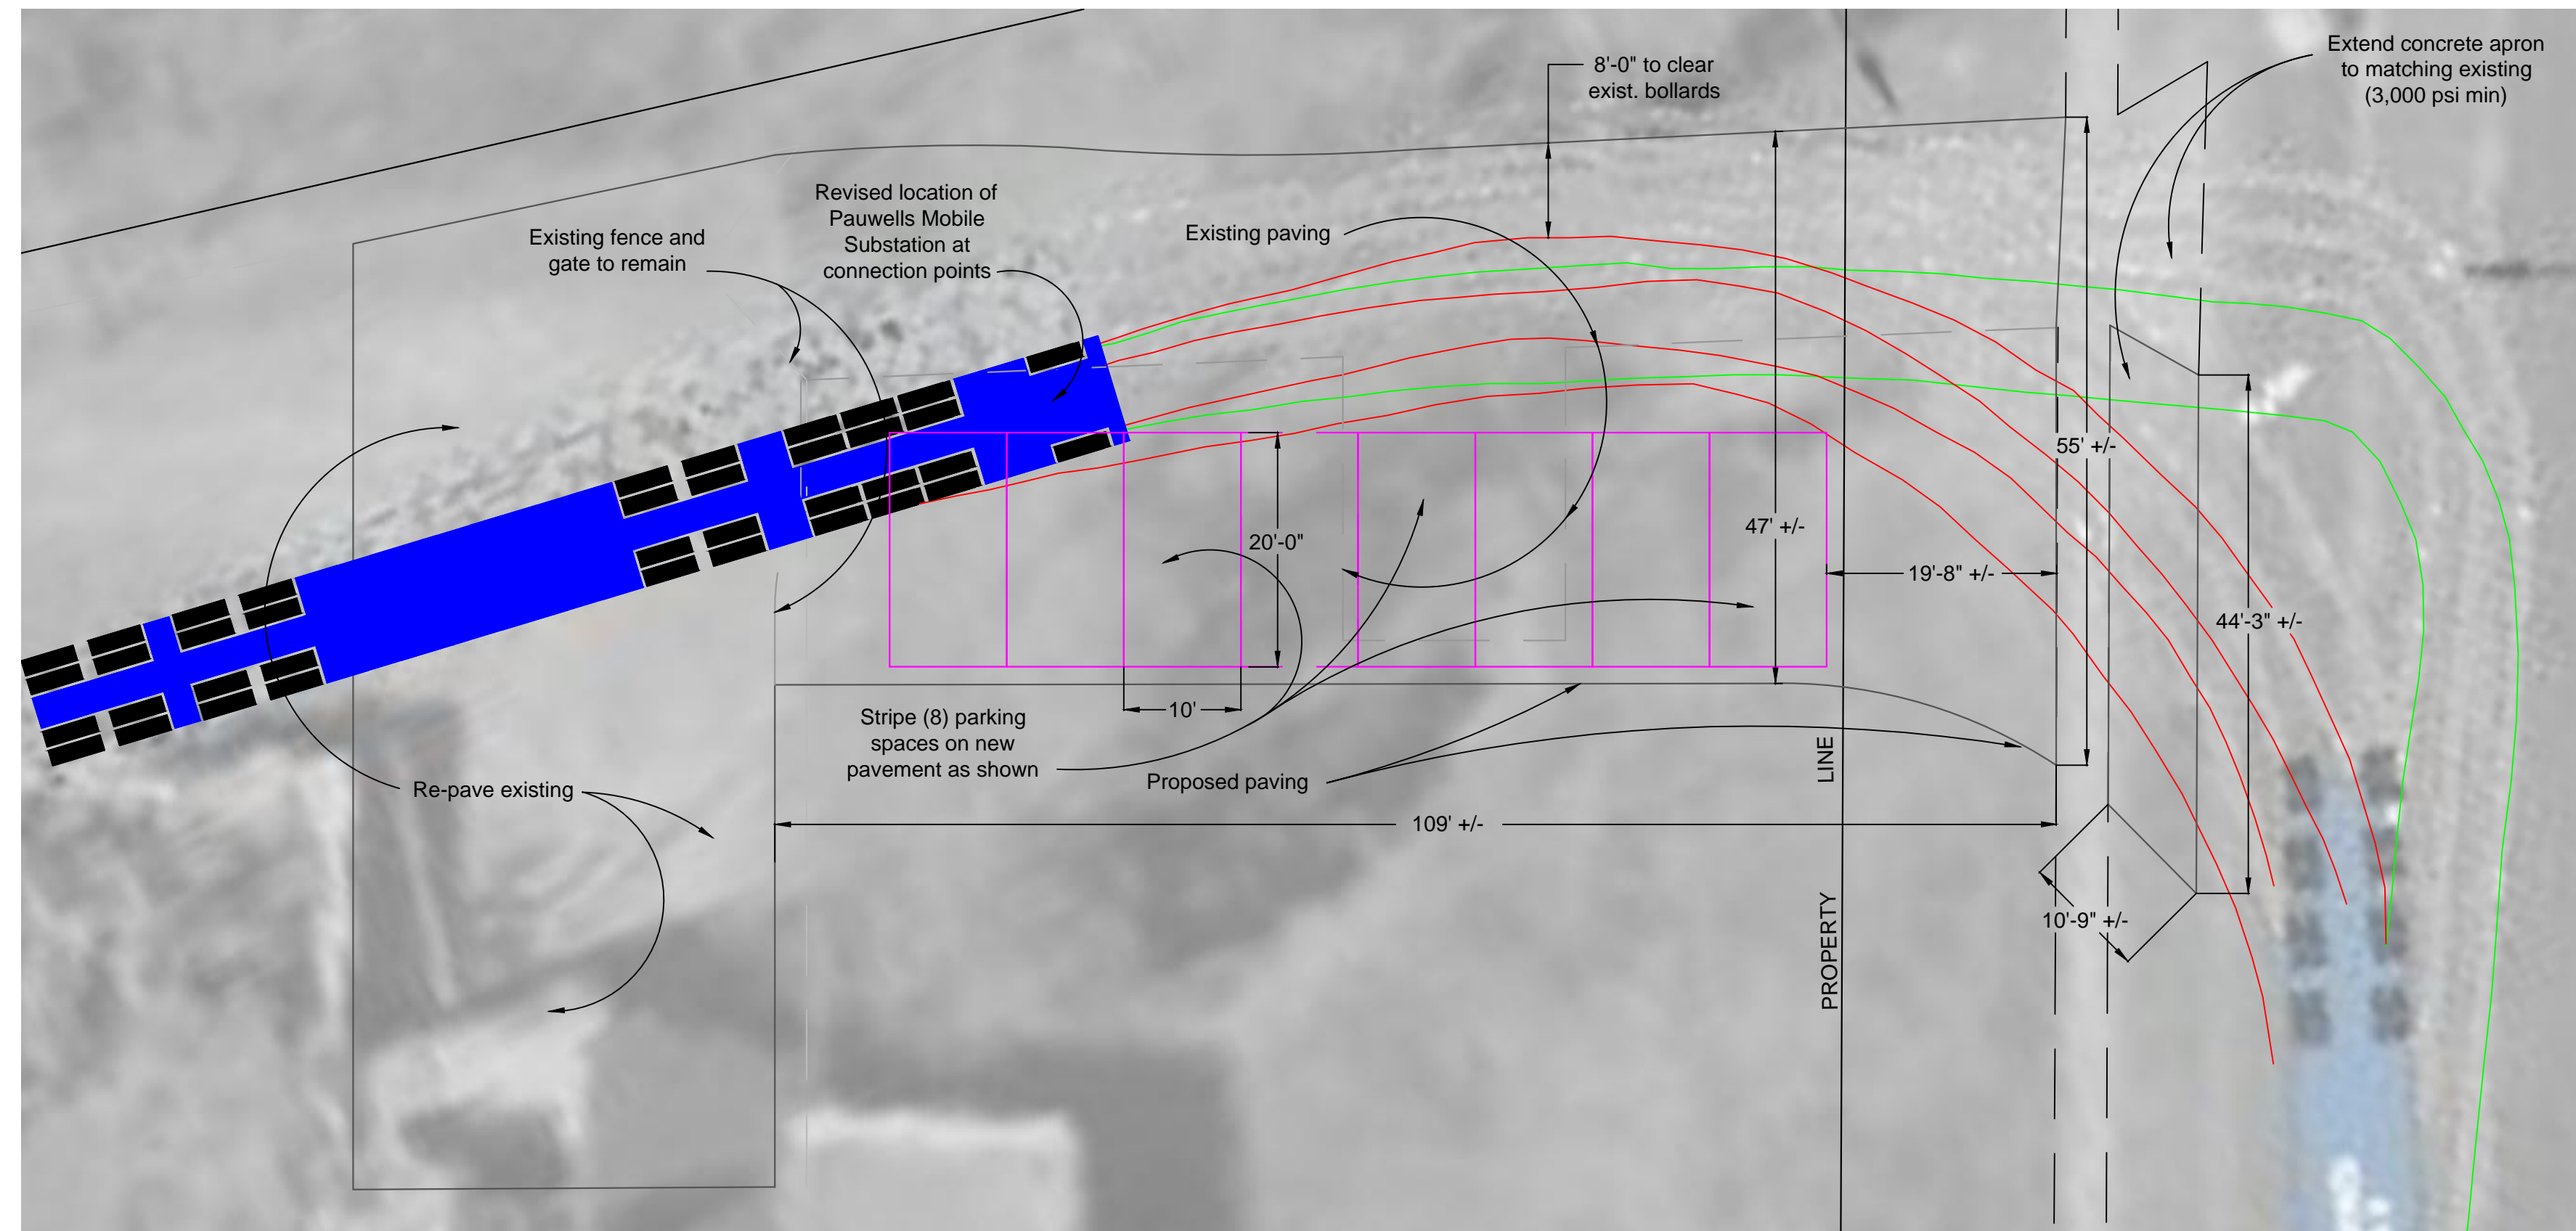 Extend concrete apron
to matching existing
(3,000 psi min)
8'-0" to clear
exist. bollards
Revised location of
Pauwells Mobile
Substation at
connection points
Existing fence and
gate to remain
Existing paving
55' +/-
47' +/-
20'-0"
19'-8" +/-
44'-3" +/-
10'
Stripe (8) parking
spaces on new
pavement as shown
Proposed paving
Re-pave existing
109' +/-
PROPERTY LINE
10'-9" +/-